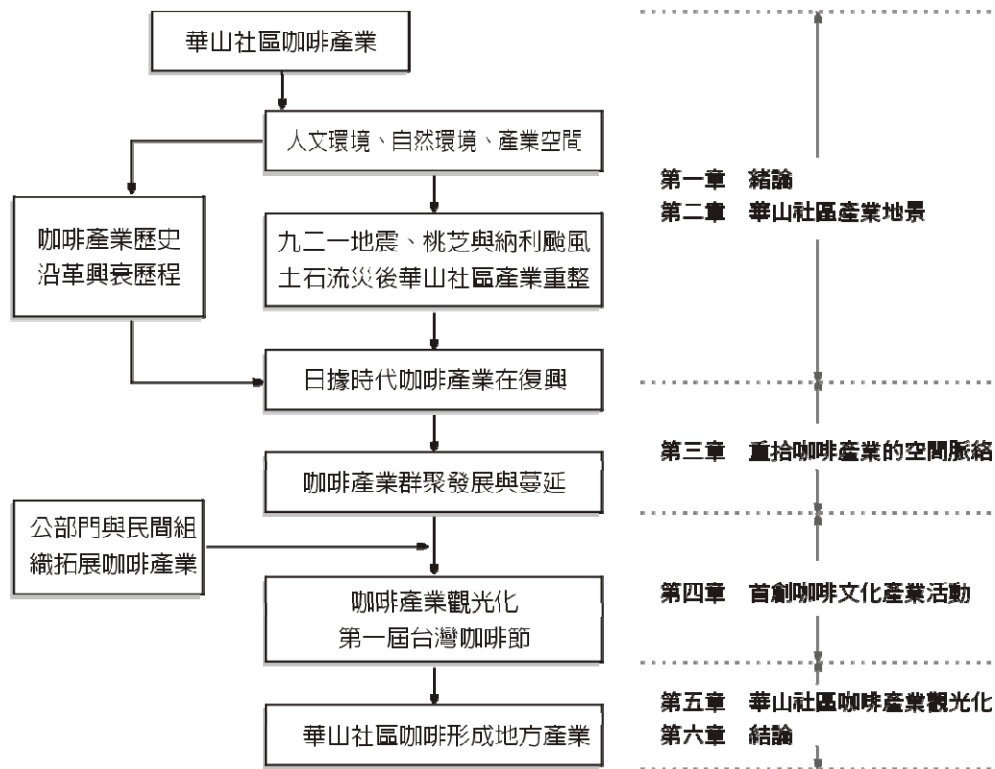 華山社區咖啡產業
人文環境、自然環境、產業空間
咖啡產業歷史
沿革興衰歷程
九二一地震、桃芝與納利颱風
土石流災後華山社區產業重整
日據時代咖啡產業在復興
咖啡產業群聚發展與蔓延
公部門與民間組
織拓展咖啡產業
咖啡產業觀光化
第一屆台灣咖啡節
華山社區咖啡形成地方產業
第一章 緒論
第二章 華山社區產業地景
第三章 重拾咖啡產業的空間脈絡
第四章 首創咖啡文化產業活動
第五章 華山社區咖啡產業觀光化
第六章 結論